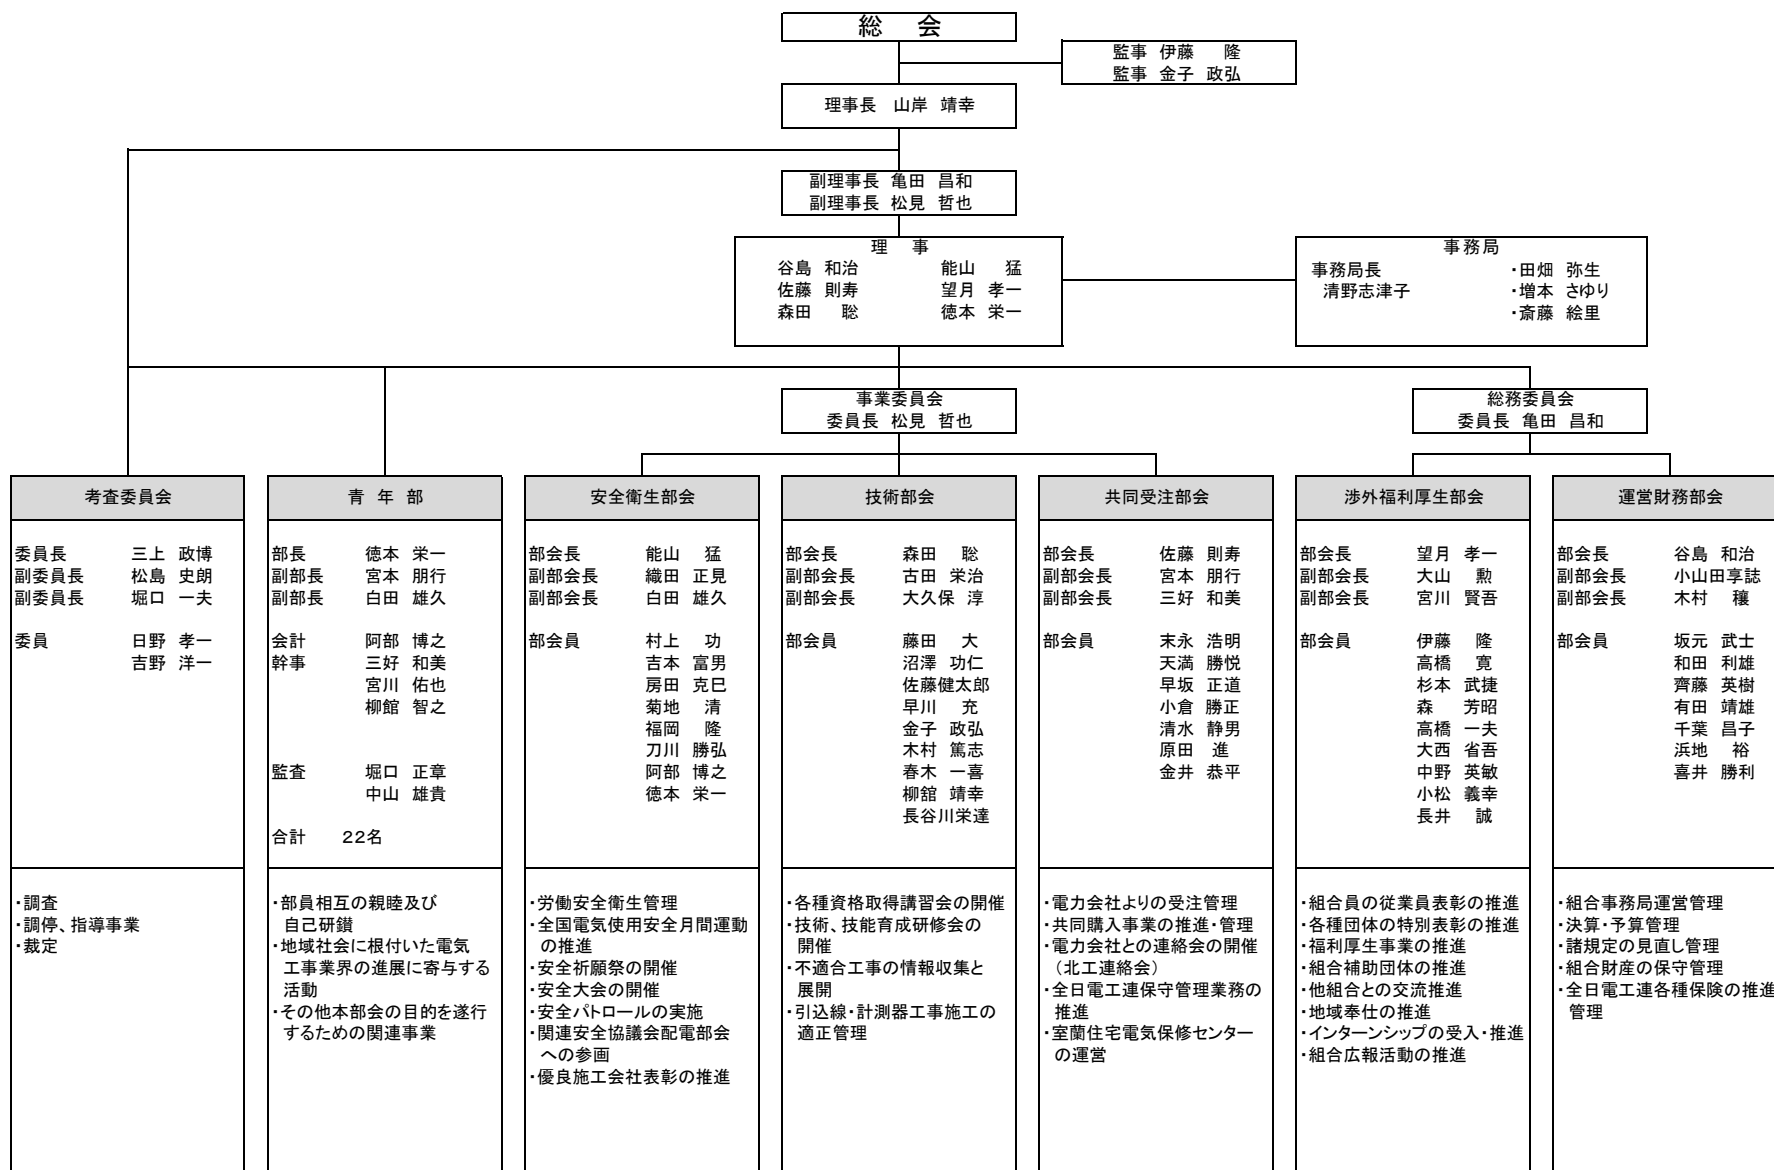 総 会
監事 伊藤 隆
監事 金子 政弘
理事長 山岸 靖幸
副理事長 亀田 昌和
副理事長 松見 哲也
理 事
谷島 和治 能山 猛
佐藤 則寿 望月 孝一
森田 聡 徳本 栄一
事務局
事務局長 ・田畑 弥生
清野志津子 ・増本 さゆり
・斎藤 絵里
事業委員会
委員長 松見 哲也
総務委員会
委員長 亀田 昌和
考査委員会
委員長 三上 政博
副委員長 松島 史朗
副委員長 堀口 一夫
委員 日野 孝一
吉野 洋一
・調査
・調停、指導事業
・裁定
青 年 部
部長 徳本 栄一
副部長 宮本 朋行
副部長 白田 雄久
会計 阿部 博之
幹事 三好 和美
宮川 佑也
柳館 智之
監査 堀口 正章
中山 雄貴
合計 22名
・部員相互の親睦及び
自己研鑚
・地域社会に根付いた電気
工事業界の進展に寄与する
活動
・その他本部会の目的を遂行
するための関連事業
安全衛生部会
部会長 能山 猛
副部会長 織田 正見
副部会長 白田 雄久
部会員 村上 功
吉本 富男
房田 克巳
菊地 清
福岡 隆
刀川 勝弘
阿部 博之
徳本 栄一
・労働安全衛生管理
・全国電気使用安全月間運動
の推進
・安全祈願祭の開催
・安全大会の開催
・安全パトロールの実施
・関連安全協議会配電部会
への参画
・優良施工会社表彰の推進
技術部会
部会長 森田 聡
副部会長 古田 栄治
副部会長 大久保 淳
部会員 藤田 大
沼澤 功仁
佐藤健太郎
早川 充
金子 政弘
木村 篤志
春木 一喜
柳舘 靖幸
長谷川栄達
・各種資格取得講習会の開催
・技術、技能育成研修会の
開催
・不適合工事の情報収集と
展開
・引込線・計測器工事施工の
適正管理
共同受注部会
部会長 佐藤 則寿
副部会長 宮本 朋行
副部会長 三好 和美
部会員 末永 浩明
天満 勝悦
早坂 正道
小倉 勝正
清水 静男
原田 進
金井 恭平
・電力会社よりの受注管理
・共同購入事業の推進・管理
・電力会社との連絡会の開催
（北工連絡会）
・全日電工連保守管理業務の
推進
・室蘭住宅電気保修センター
の運営
渉外福利厚生部会
部会長 望月 孝一
副部会長 大山 勲
副部会長 宮川 賢吾
部会員 伊藤 隆
高橋 寛
杉本 武捷
森 芳昭
高橋 一夫
大西 省吾
中野 英敏
小松 義幸
長井 誠
・組合員の従業員表彰の推進
・各種団体の特別表彰の推進
・福利厚生事業の推進
・組合補助団体の推進
・他組合との交流推進
・地域奉仕の推進
・インターンシップの受入・推進
・組合広報活動の推進
運営財務部会
部会長 谷島 和治
副部会長 小山田享誌
副部会長 木村 穰
部会員 坂元 武士
和田 利雄
齊藤 英樹
有田 靖雄
千葉 昌子
浜地 裕
喜井 勝利
・組合事務局運営管理
・決算・予算管理
・諸規定の見直し管理
・組合財産の保守管理
・全日電工連各種保険の推進
管理